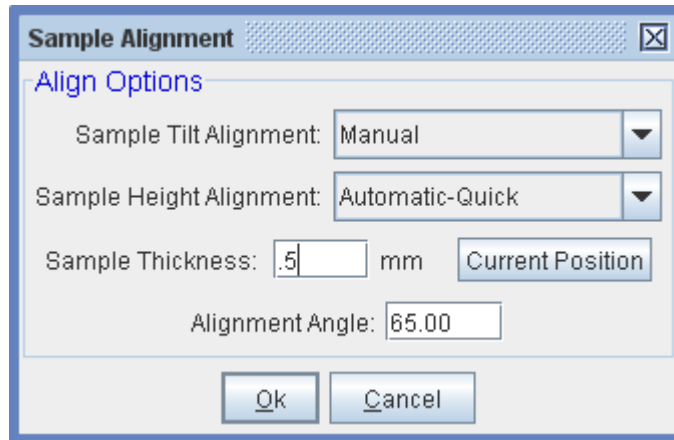 Sample Alignment
Align Options
Sample Tilt Alignment: Manual
Sample Height Alignment: Automatic-Quick
Sample Thickness: .5 mm Current Position
Alignment Angle: 65.00
Ok Cancel